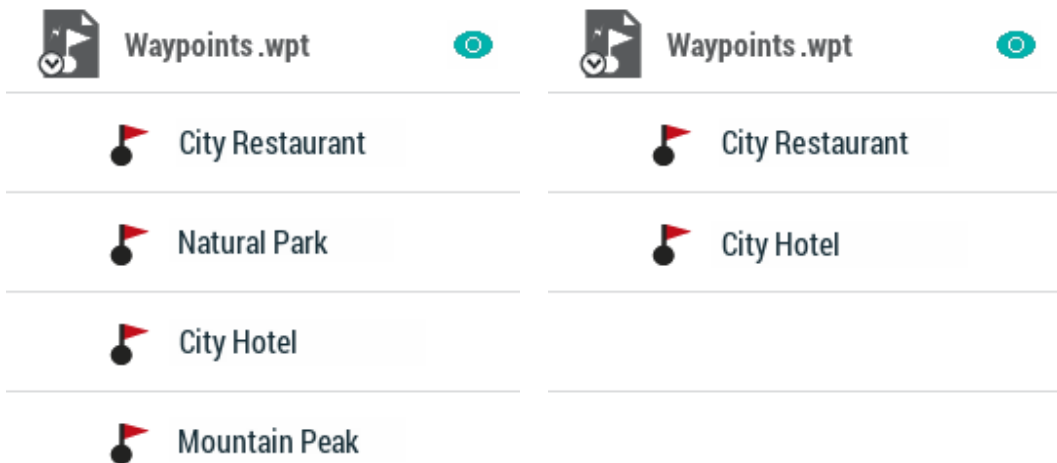 Waypoints.wpt
City Restaurant
Natural Park
City Hotel
Mountain Peak
Waypoints.wpt
City Restaurant
City Hotel